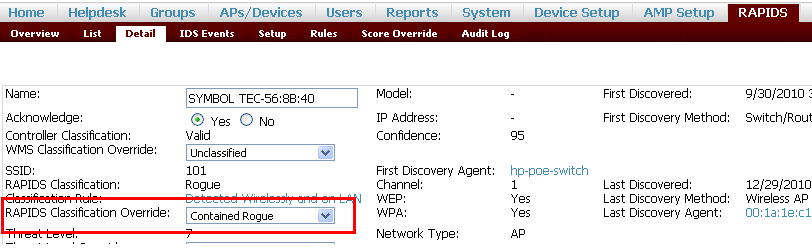 Home Helpdesk Groups APs/Devices Users Reports System Device Setup AMP Setup RAPIDS
Overview List Detail IDS Events Setup Rules Score Override Audit Log
Name: SYMBOL TEC-56:8B:40 Model: - First Discovered: 9/30/2010 3
Acknowledge: Yes No IP Address: - First Discovery Method: Switch/Rout
Controller Classification: Valid Confidence: 95
WMS Classification Override: Unclassified
SSID: 101 First Discovery Agent: hp-poe-switch
RAPIDS Classification: Rogue Channel: 1 Last Discovered: 12/29/2010
Classification Rule: Detected Wirelessly and on LAN WEP: Yes Last Discovery Method: Wireless AP
RAPIDS Classification Override: Contained Rogue WPA: Yes Last Discovery Agent: 00:1a:1e:c1
Threat Level: 7 Network Type: AP